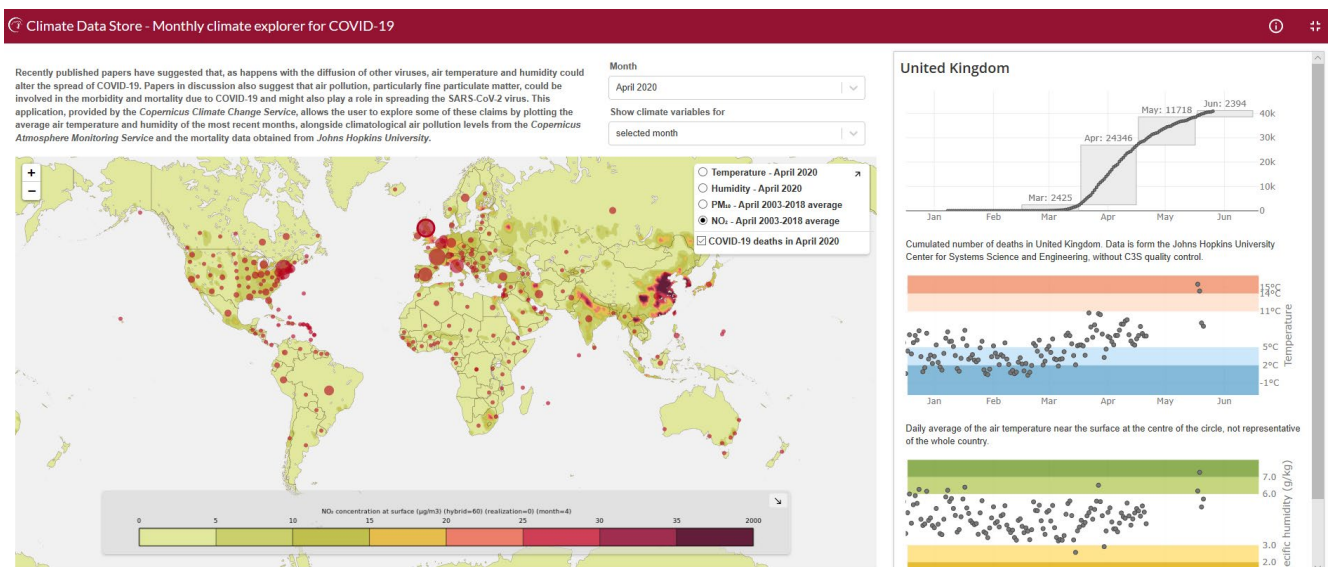 Climate Data Store - Monthly climate explorer for COVID-19
Recently published papers have suggested that, as happens with the diffusion of other viruses, air temperature and humidity could
alter the spread of COVID-19. Papers in discussion also suggest that air pollution, particularly fine particulate matter, could be
involved in the morbidity and mortality due to COVID-19 and might also play a role in spreading the SARS-CoV-2 virus. This
application, provided by the Copernicus Climate Change Service, allows the user to explore some of these claims by plotting the
average air temperature and humidity of the most recent months, alongside climatological air pollution levels from the Copernicus
Atmosphere Monitoring Service and the mortality data obtained from Johns Hopkins University.
Month
April 2020
Show climate variables for
selected month
+
−
Temperature - April 2020
Humidity - April 2020
- April 2003-2018 average
NO₂ - April 2003-2018 average
COVID-19 deaths in April 2020
NO₂ concentration at surface (µg/m3) (hybrid=60) (realization=0) (month=4)
0 5 10 15 20 25 30 35 2000
United Kingdom
Jun: 2394
May: 11718
Apr: 24346
Mar: 2425
40k
30k
20k
10k
0
Jan Feb Mar Apr May Jun
Cumulated number of deaths in United Kingdom. Data is form the Johns Hopkins University
Center for Systems Science and Engineering, without C3S quality control.
15°C
14°C
11°C
5°C
2°C
-1°C
Temperature
Jan Feb Mar Apr May Jun
Daily average of the air temperature near the surface at the centre of the circle, not representative
of the whole country.
7.0
6.0
3.0
2.0
ecific humidity (g/kg)